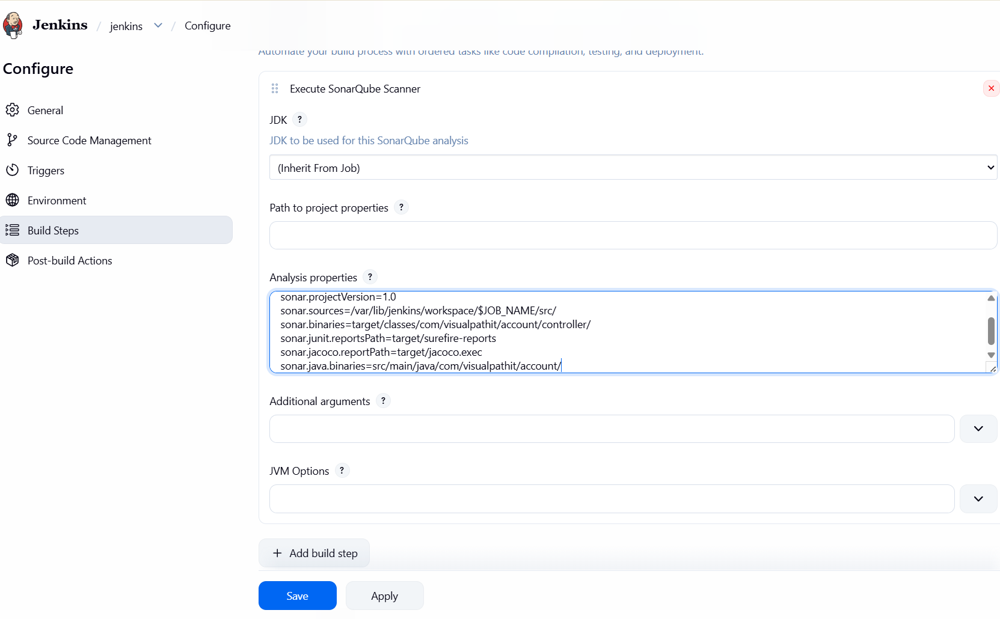 Jenkins / jenkins / Configure
Automate your build process with ordered tasks like code compilation, testing, and deployment.
Configure
General
Source Code Management
Triggers
Environment
Build Steps
Post-build Actions
Execute SonarQube Scanner
JDK ?
JDK to be used for this SonarQube analysis
(Inherit From Job)
Path to project properties ?
Analysis properties ?
sonar.projectVersion=1.0
sonar.sources=/var/lib/jenkins/workspace/$JOB_NAME/src/
sonar.binaries=target/classes/com/visualpathit/account/controller/
sonar.junit.reportsPath=target/surefire-reports
sonar.jacoco.reportPath=target/jacoco.exec
sonar.java.binaries=src/main/java/com/visualpathit/account/
Additional arguments ?
JVM Options ?
+ Add build step
Save
Apply